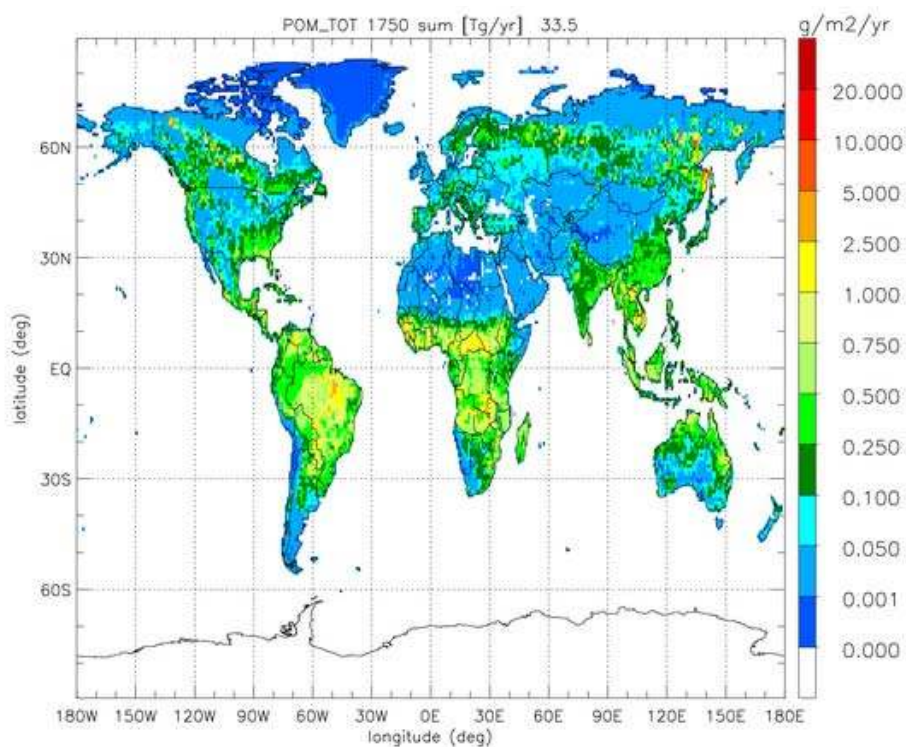 POM_TOT 1750 sum [Tg/yr] 33.5
g/m2/yr
20.000
10.000
5.000
2.500
1.000
0.750
0.500
0.250
0.100
0.050
0.001
0.000
latitude (deg)
60N
30N
EQ
30S
60S
180W 150W 120W 90W 60W 30W 0E 30E 60E 90E 120E 150E 180E
longitude (deg)